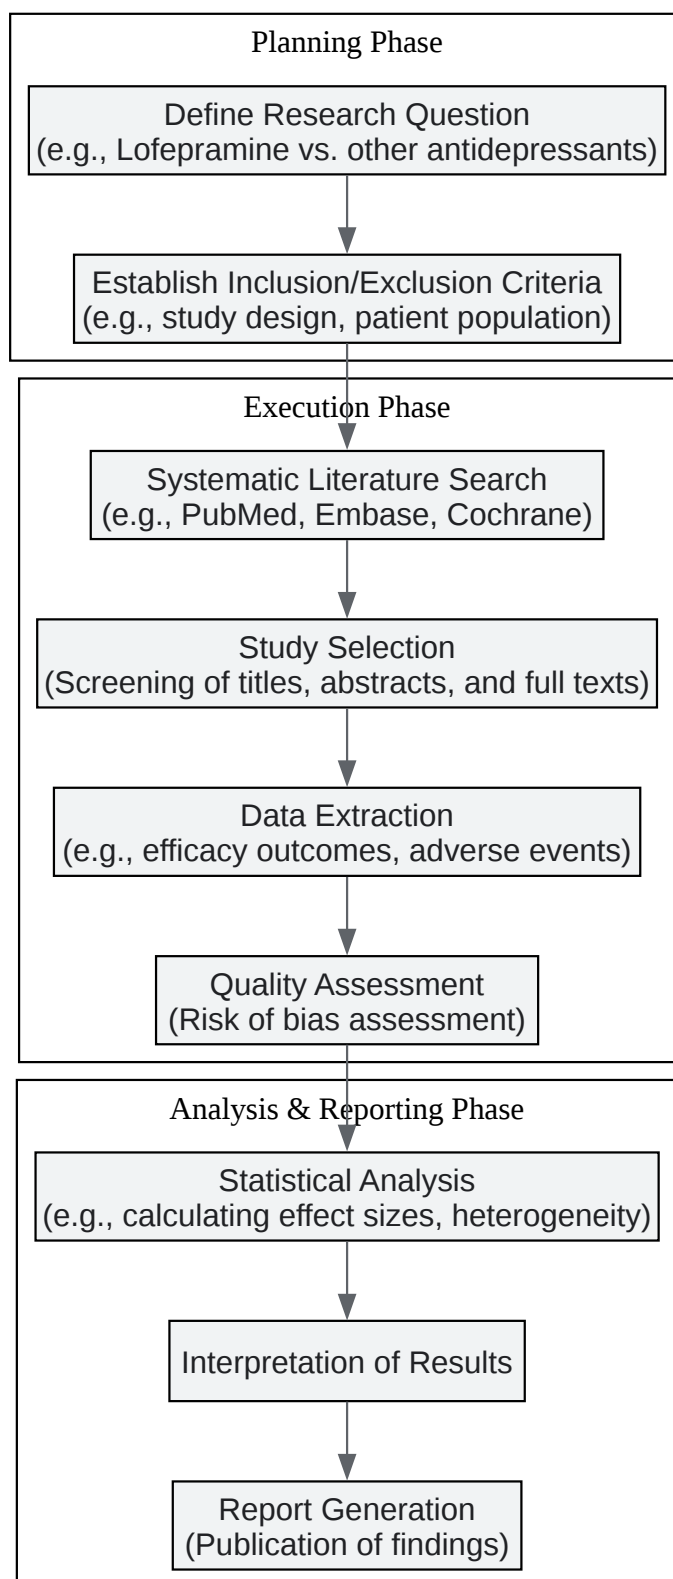 Planning Phase
Define Research Question
(e.g., Lofepramine vs. other antidepressants)
Establish Inclusion/Exclusion Criteria
(e.g., study design, patient population)
Execution Phase
Systematic Literature Search
(e.g., PubMed, Embase, Cochrane)
Study Selection
(Screening of titles, abstracts, and full texts)
Data Extraction
(e.g., efficacy outcomes, adverse events)
Quality Assessment
(Risk of bias assessment)
Analysis & Reporting Phase
Statistical Analysis
(e.g., calculating effect sizes, heterogeneity)
Interpretation of Results
Report Generation
(Publication of findings)